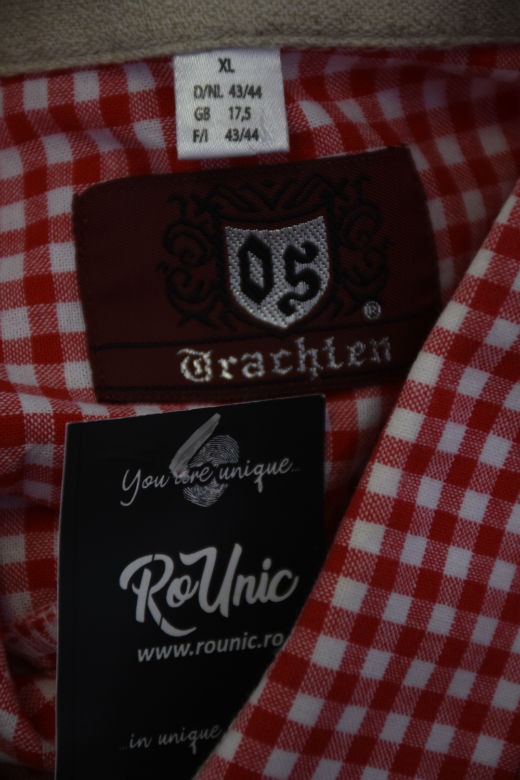 XL
D/NL 43/44
GB 17,5
F/I 43/44
OS
®
Trachten
You are unique...
RoUnic
www.rounic.ro
...in unique